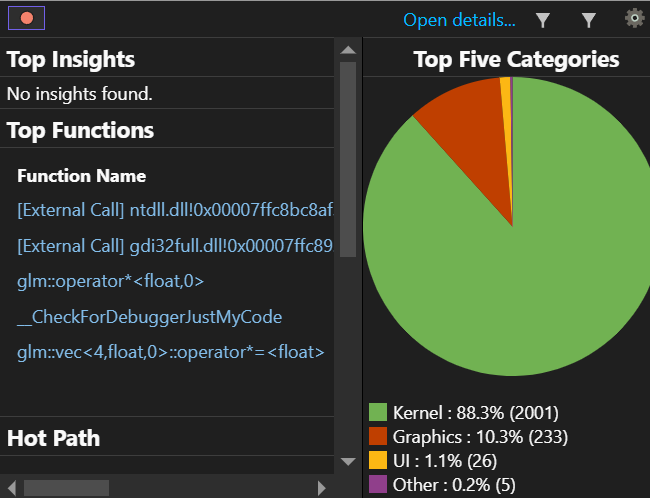 Open details...
Top Insights
No insights found.
Top Functions
Function Name
[External Call] ntdll.dll!0x00007ffc8bc8af
[External Call] gdi32full.dll!0x00007ffc89
glm::operator*<float,0>
__CheckForDebuggerJustMyCode
glm::vec<4,float,0>::operator*=<float>
Hot Path
Top Five Categories
Kernel : 88.3% (2001)
Graphics : 10.3% (233)
UI : 1.1% (26)
Other : 0.2% (5)